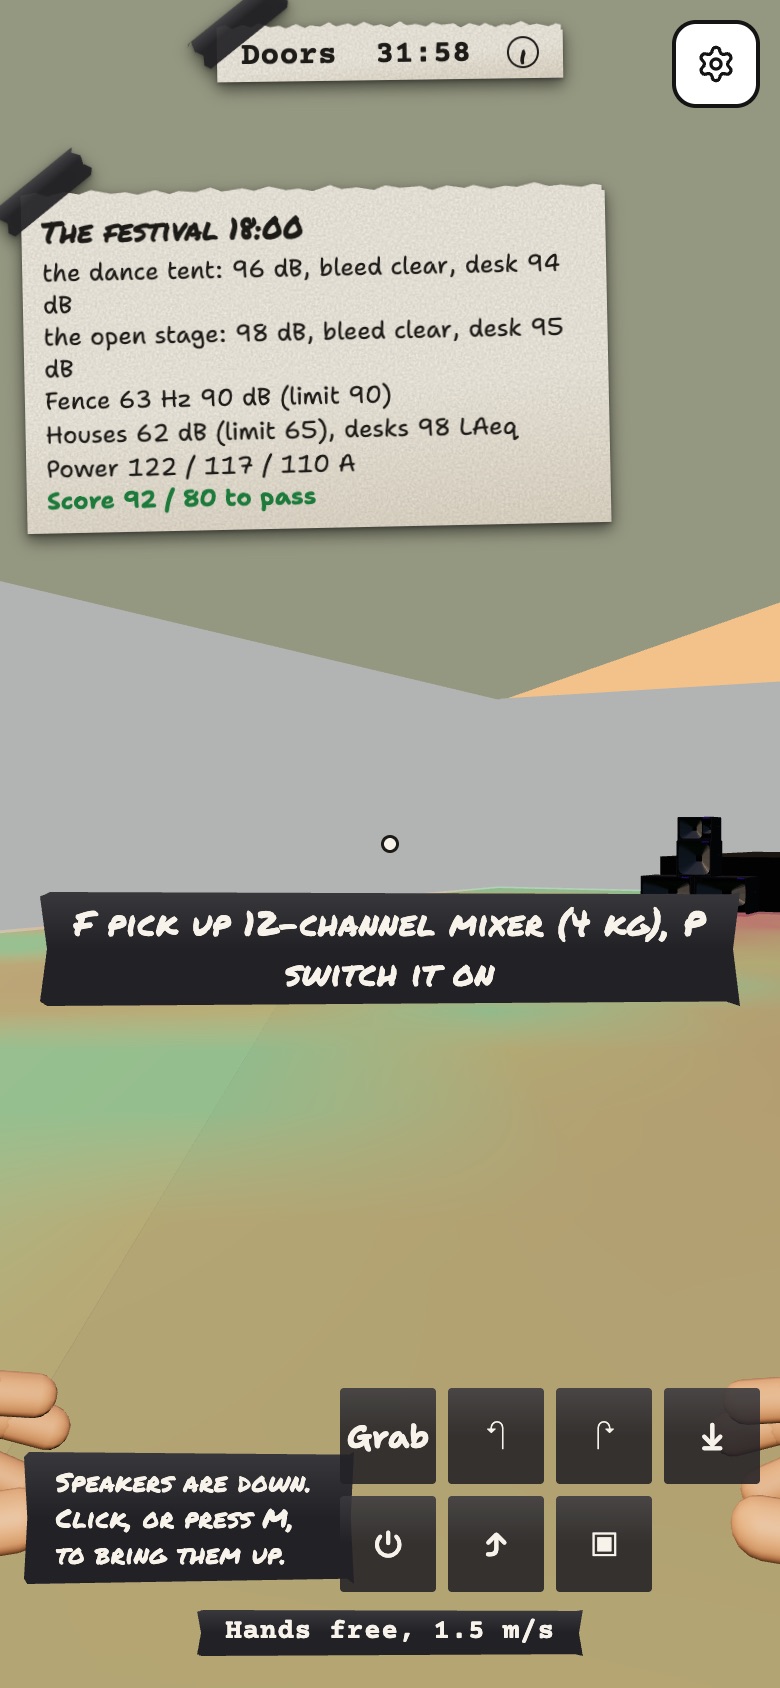 Doors 31:58
The festival 18:00
the dance tent: 96 dB, bleed clear, desk 94
dB
the open stage: 98 dB, bleed clear, desk 95
dB
Fence 63 Hz 90 dB (limit 90)
Houses 62 dB (limit 65), desks 98 LAeq
Power 122 / 117 / 110 A
Score 92 / 80 to pass
F pick up 12-channel mixer (4 kg), P
switch it on
Grab
Speakers are down.
Click, or press M,
to bring them up.
Hands free, 1.5 m/s